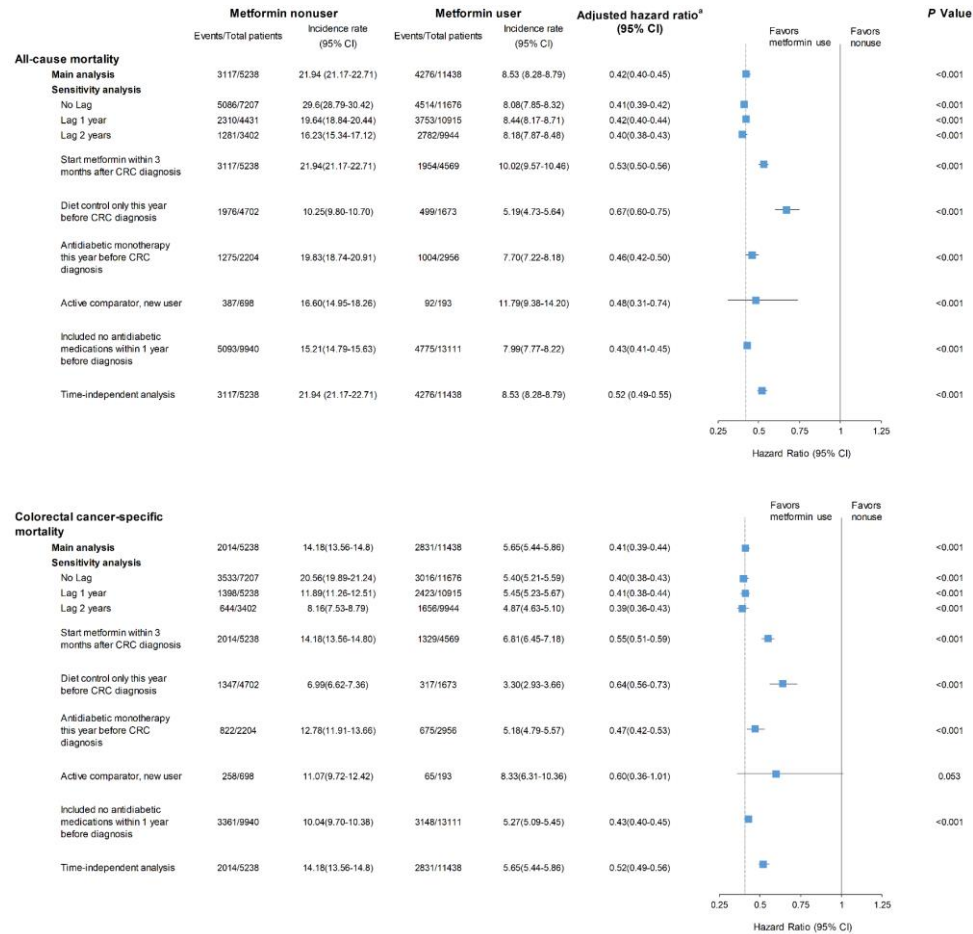 Metformin nonuser Metformin user Adjusted hazard ratioᵃ (95% CI) P Value
Events/Total patients Incidence rate (95% CI) Events/Total patients Incidence rate (95% CI) Favors metformin use Favors nonuse
All-cause mortality
Main analysis 3117/5238 21.94 (21.17-22.71) 4276/11438 8.53 (8.28-8.79) 0.42(0.40-0.45) <0.001
Sensitivity analysis
No Lag 5086/7207 29.6(28.79-30.42) 4514/11676 8.08(7.85-8.32) 0.41(0.39-0.42) <0.001
Lag 1 year 2310/4431 19.64 (18.84-20.44) 3753/10915 8.44(8.17-8.71) 0.42(0.40-0.44) <0.001
Lag 2 years 1281/3402 16.23(15.34-17.12) 2782/9944 8.18(7.87-8.48) 0.40(0.38-0.43) <0.001
Start metformin within 3
months after CRC diagnosis 3117/5238 21.94(21.17-22.71) 1954/4569 10.02(9.57-10.46) 0.53(0.50-0.56) <0.001
Diet control only this year
before CRC diagnosis 1976/4702 10.25(9.80-10.70) 499/1673 5.19(4.73-5.64) 0.67(0.60-0.75) <0.001
Antidiabetic monotherapy
this year before CRC
diagnosis 1275/2204 19.83(18.74-20.91) 1004/2956 7.70(7.22-8.18) 0.46(0.42-0.50) <0.001
Active comparator, new user 387/698 16.60(14.95-18.26) 92/193 11.79(9.38-14.20) 0.48(0.31-0.74) <0.001
Included no antidiabetic
medications within 1 year
before diagnosis 5093/9940 15.21(14.79-15.63) 4775/13111 7.99(7.77-8.22) 0.43(0.41-0.45) <0.001
Time-independent analysis 3117/5238 21.94 (21.17-22.71) 4276/11438 8.53 (8.28-8.79) 0.52 (0.49-0.55) <0.001
0.25 0.5 0.75 1 1.25
Hazard Ratio (95% CI)
Favors metformin use Favors nonuse
Colorectal cancer-specific
mortality
Main analysis 2014/5238 14.18(13.56-14.8) 2831/11438 5.65(5.44-5.86) 0.41(0.39-0.44) <0.001
Sensitivity analysis
No Lag 3533/7207 20.56(19.89-21.24) 3016/11676 5.40(5.21-5.59) 0.40(0.38-0.43) <0.001
Lag 1 year 1398/5238 11.89(11.26-12.51) 2423/10915 5.45(5.23-5.67) 0.41(0.38-0.44) <0.001
Lag 2 years 644/3402 8.16(7.53-8.79) 1656/9944 4.87(4.63-5.10) 0.39(0.36-0.43) <0.001
Start metformin within 3
months after CRC diagnosis 2014/5238 14.18(13.56-14.80) 1329/4569 6.81(6.45-7.18) 0.55(0.51-0.59) <0.001
Diet control only this year
before CRC diagnosis 1347/4702 6.99(6.62-7.36) 317/1673 3.30(2.93-3.66) 0.64(0.56-0.73) <0.001
Antidiabetic monotherapy
this year before CRC
diagnosis 822/2204 12.78(11.91-13.66) 675/2956 5.18(4.79-5.57) 0.47(0.42-0.53) <0.001
Active comparator, new user 258/698 11.07(9.72-12.42) 65/193 8.33(6.31-10.36) 0.60(0.36-1.01) 0.053
Included no antidiabetic
medications within 1 year
before diagnosis 3361/9940 10.04(9.70-10.38) 3148/13111 5.27(5.09-5.45) 0.43(0.40-0.45) <0.001
Time-independent analysis 2014/5238 14.18(13.56-14.8) 2831/11438 5.65(5.44-5.86) 0.52(0.49-0.56) <0.001
0.25 0.5 0.75 1 1.25
Hazard Ratio (95% CI)